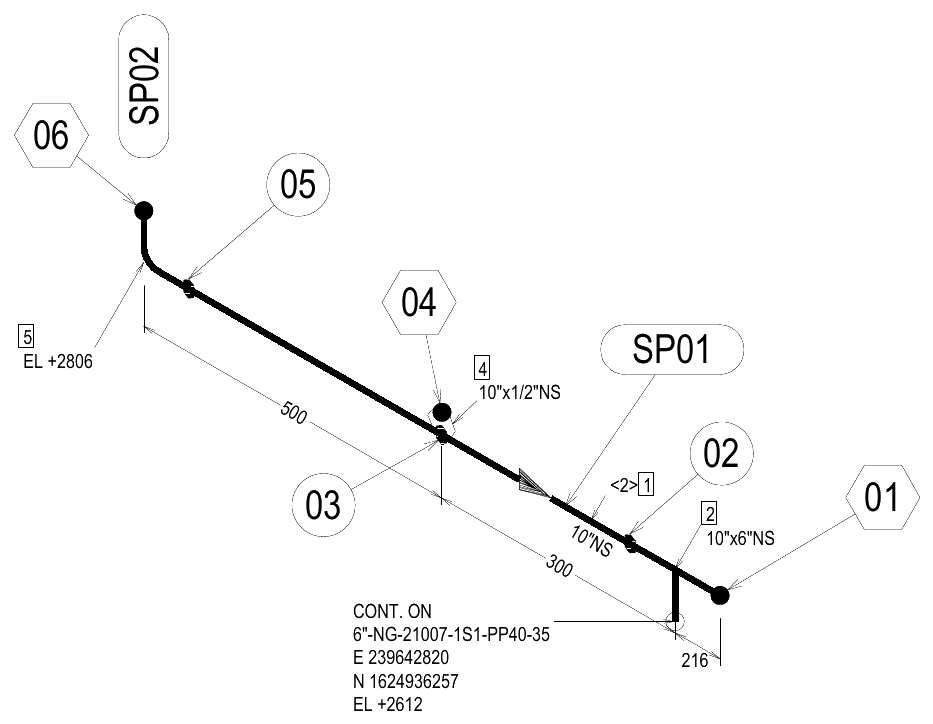 SP02
06
05
04
5
EL +2806
4
10"x1/2"NS
SP01
500
03
02
<2> 1
01
2
10"x6"NS
10"NS
300
CONT. ON
6"-NG-21007-1S1-PP40-35
E 239642820
N 1624936257
EL +2612
216